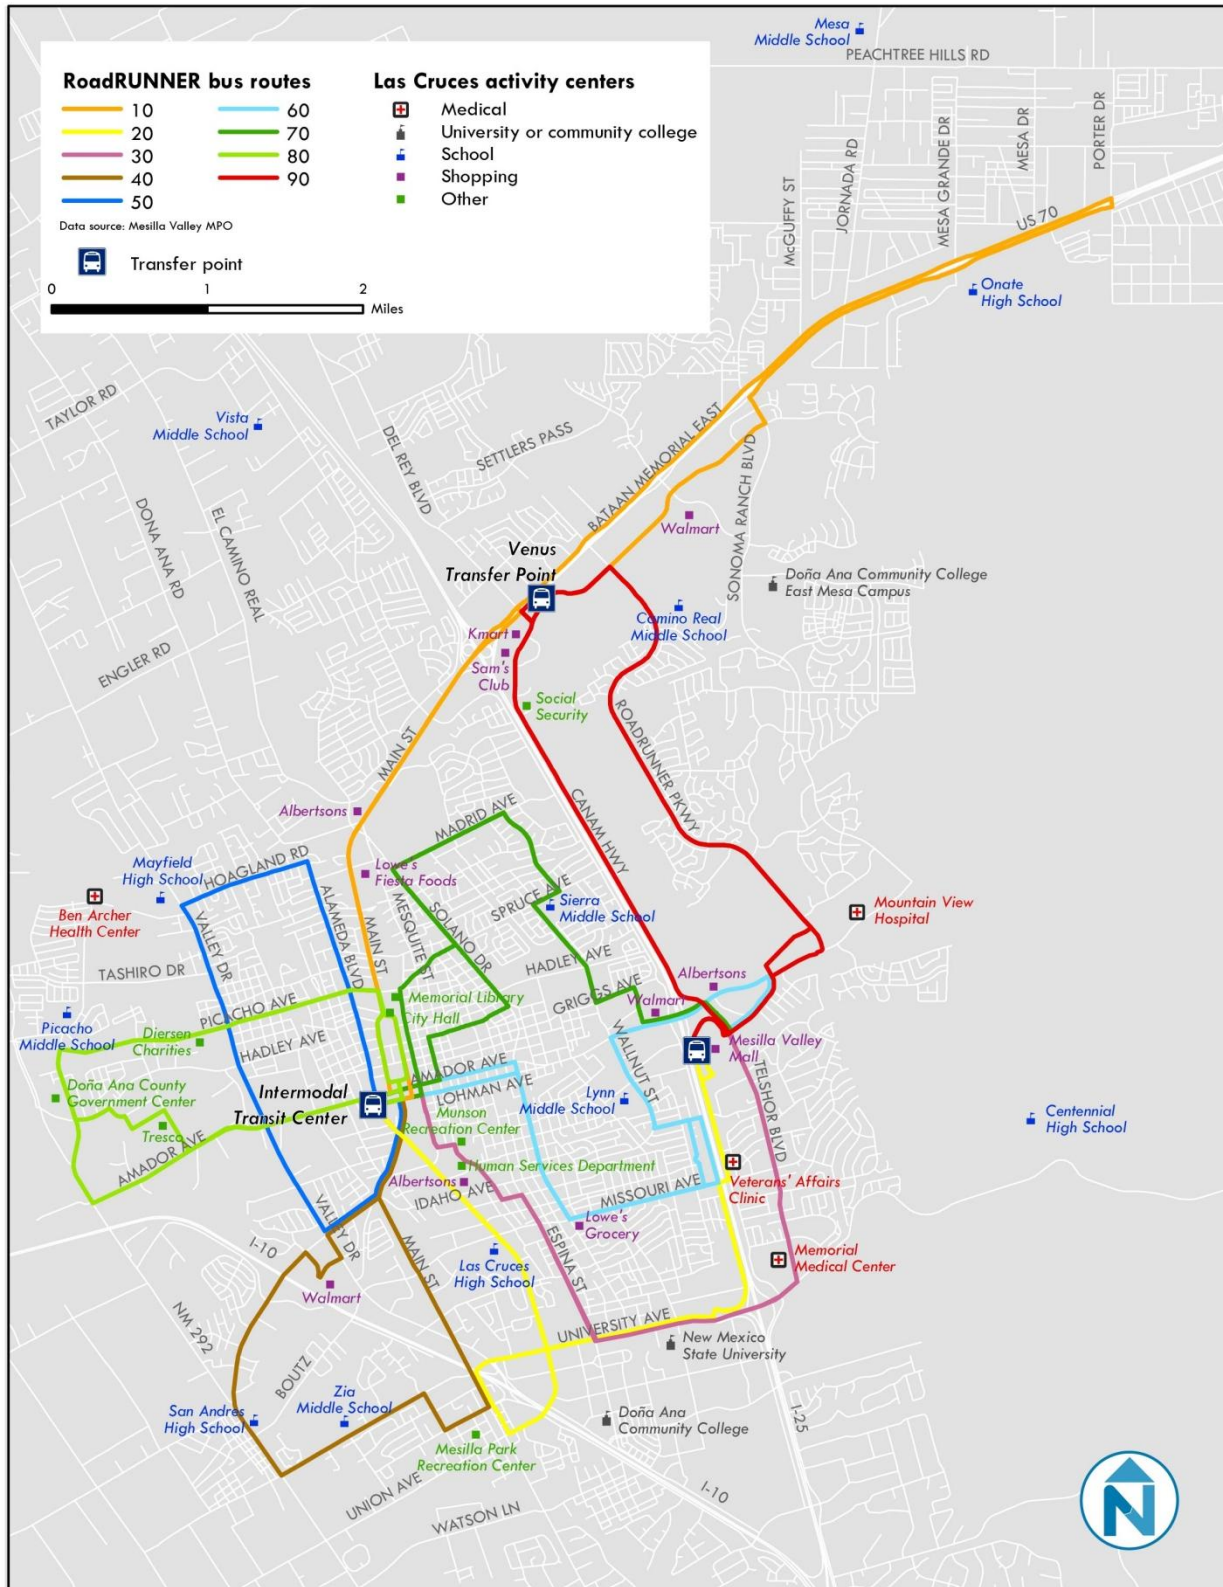 Mesa
Middle School
PEACHTREE HILLS RD
RoadRUNNER bus routes
10
20
30
40
50
60
70
80
90
Data source: Mesilla Valley MPO
Transfer point
0 1 2
Miles
Las Cruces activity centers
Medical
University or community college
School
Shopping
Other
McGUFFY ST
JORNADA RD
MESA GRANDE DR
MESA DR
PORTER DR
US 70
Onate
High School
TAYLOR RD
Vista
Middle School
DEL REY BLVD
SETTLERS PASS
BATAAN MEMORIAL EAST
SONOMA RANCH BLVD
Walmart
DONA ANA RD
EL CAMINO REAL
Venus
Transfer Point
Doña Ana Community College
East Mesa Campus
Camino Real
Middle School
Kmart
Sam's
Club
ENGLER RD
Social
Security
ROADRUNNER PKWY
MAIN ST
CANAM HWY
Albertsons
MADRID AVE
Mayfield
High School
HOAGLAND RD
Lowe's
Fiesta Foods
Ben Archer
Health Center
VALLEY DR
ALAMEDA BLVD
MAIN ST
MESQUITE ST
SOLANO DR
SPRUCE AVE
Sierra
Middle School
Mountain View
Hospital
TASHIRO DR
HADLEY AVE
GRIGGS AVE
Albertsons
Walmart
PICACHO AVE
Memorial Library
City Hall
Picacho
Middle School
Diersen
Charities
HADLEY AVE
WALLNUT ST
Mesilla Valley
Mall
Doña Ana County
Government Center
Intermodal
Transit Center
AMADOR AVE
LOHMAN AVE
Lynn
Middle School
TELSHOR BLVD
Tresco
AMADOR AVE
Munson
Recreation Center
Centennial
High School
Human Services Department
Albertsons
IDAHO AVE
MISSOURI AVE
Veterans' Affairs
Clinic
VALLEY DR
I-10
MAIN ST
Las Cruces
High School
ESPINA ST
Lowe's
Grocery
Memorial
Medical Center
Walmart
NM 292
UNIVERSITY AVE
New Mexico
State University
BOUTZ
San Andres
High School
Zia
Middle School
Doña Ana
Community College
I-25
Mesilla Park
Recreation Center
UNION AVE
WATSON LN
I-10
N